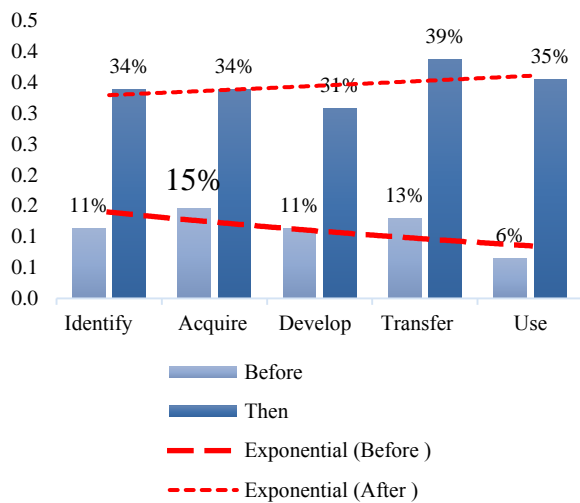 0.5
0.4
0.4
0.3
0.3
0.2
0.2
0.1
0.1
0.0
11%
34%
15%
34%
11%
31%
13%
39%
6%
35%
Identify
Acquire
Develop
Transfer
Use
Before
Then
Exponential (Before )
Exponential (After )